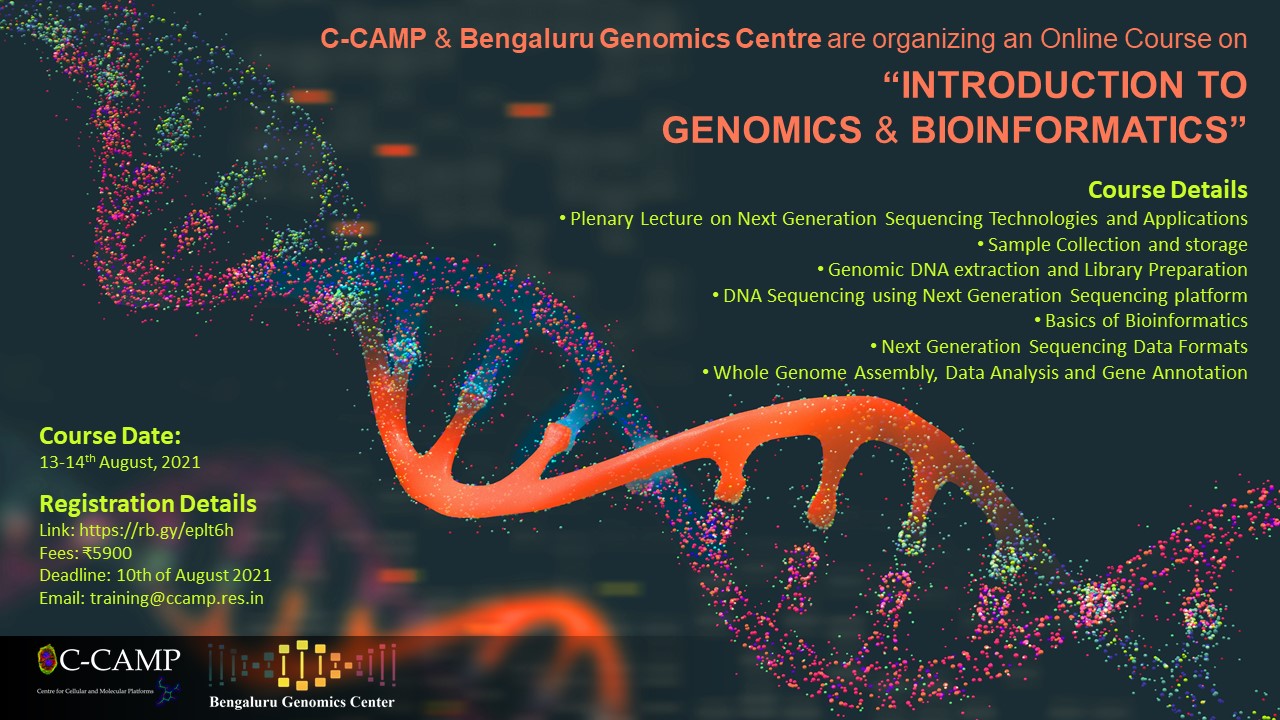 C-CAMP & Bengaluru Genomics Centre are organizing an Online Course on
“INTRODUCTION TO
GENOMICS & BIOINFORMATICS”
Course Details
• Plenary Lecture on Next Generation Sequencing Technologies and Applications
• Sample Collection and storage
• Genomic DNA extraction and Library Preparation
• DNA Sequencing using Next Generation Sequencing platform
• Basics of Bioinformatics
• Next Generation Sequencing Data Formats
• Whole Genome Assembly, Data Analysis and Gene Annotation
Course Date:
13-14th August, 2021
Registration Details
Link: https://rb.gy/eplt6h
Fees: ₹5900
Deadline: 10th of August 2021
Email: training@ccamp.res.in
C-CAMP
Centre for Cellular and Molecular Platforms
Bengaluru Genomics Center